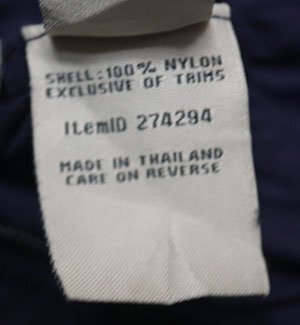 SHELL: 100% NYLON
EXCLUSIVE OF TRIMS
ItemID 274294
MADE IN THAILAND
CARE ON REVERSE